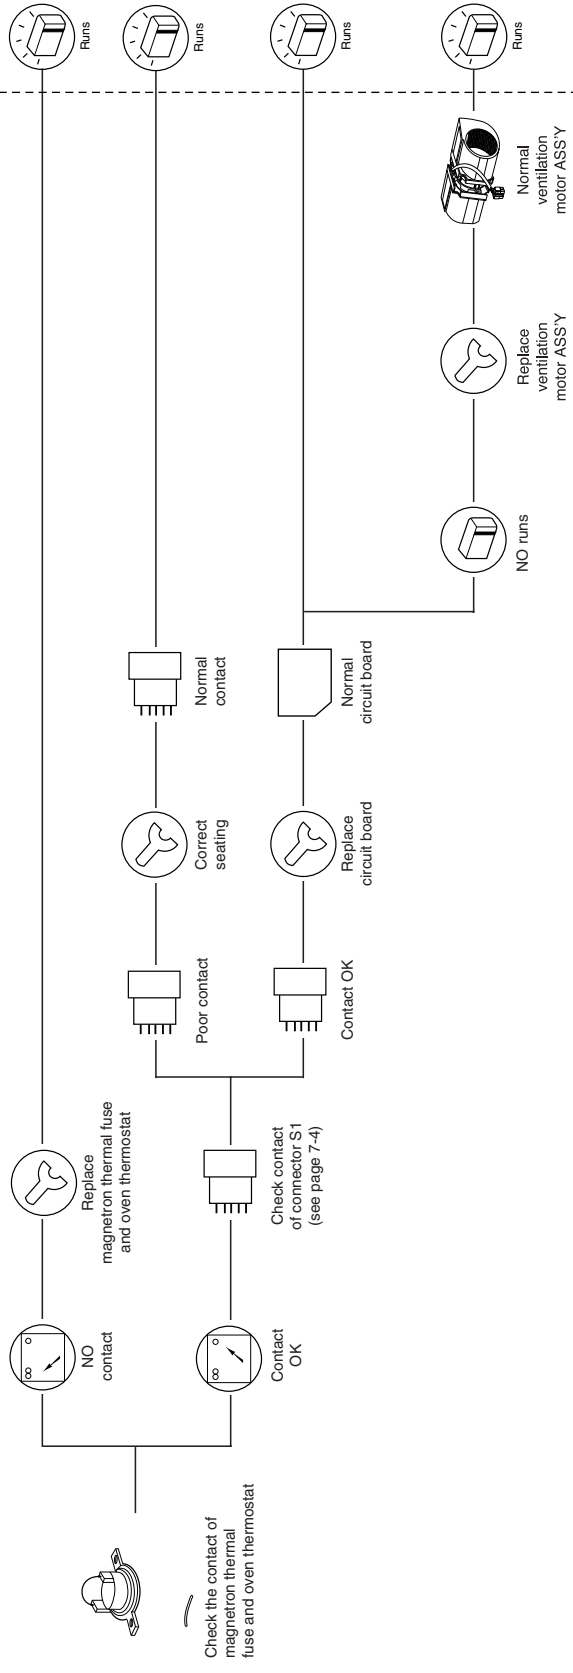 Check the contact of
magnetron thermal
fuse and oven thermostat
NO
contact
Replace
magnetron thermal fuse
and oven thermostat
Runs
Contact
OK
Check contact
of connector S1
(see page 7-4)
Poor contact
Correct
seating
Normal
contact
Runs
Contact OK
Replace
circuit board
Normal
circuit board
Runs
NO runs
Replace
ventilation
motor ASS'Y
Normal
ventilation
motor ASS'Y
Runs